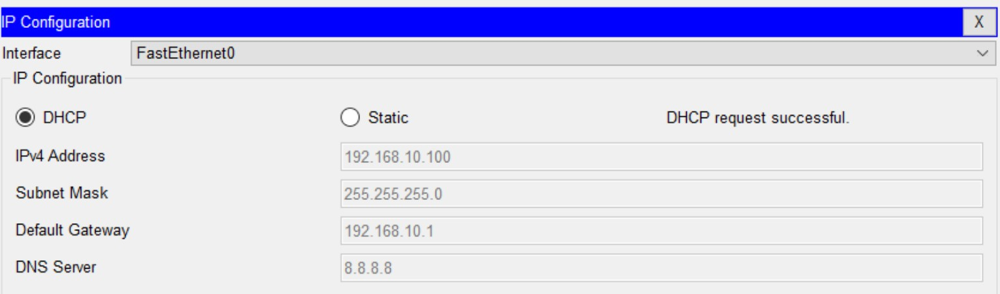 IP Configuration X
Interface FastEthernet0
IP Configuration
DHCP Static DHCP request successful.
IPv4 Address 192.168.10.100
Subnet Mask 255.255.255.0
Default Gateway 192.168.10.1
DNS Server 8.8.8.8